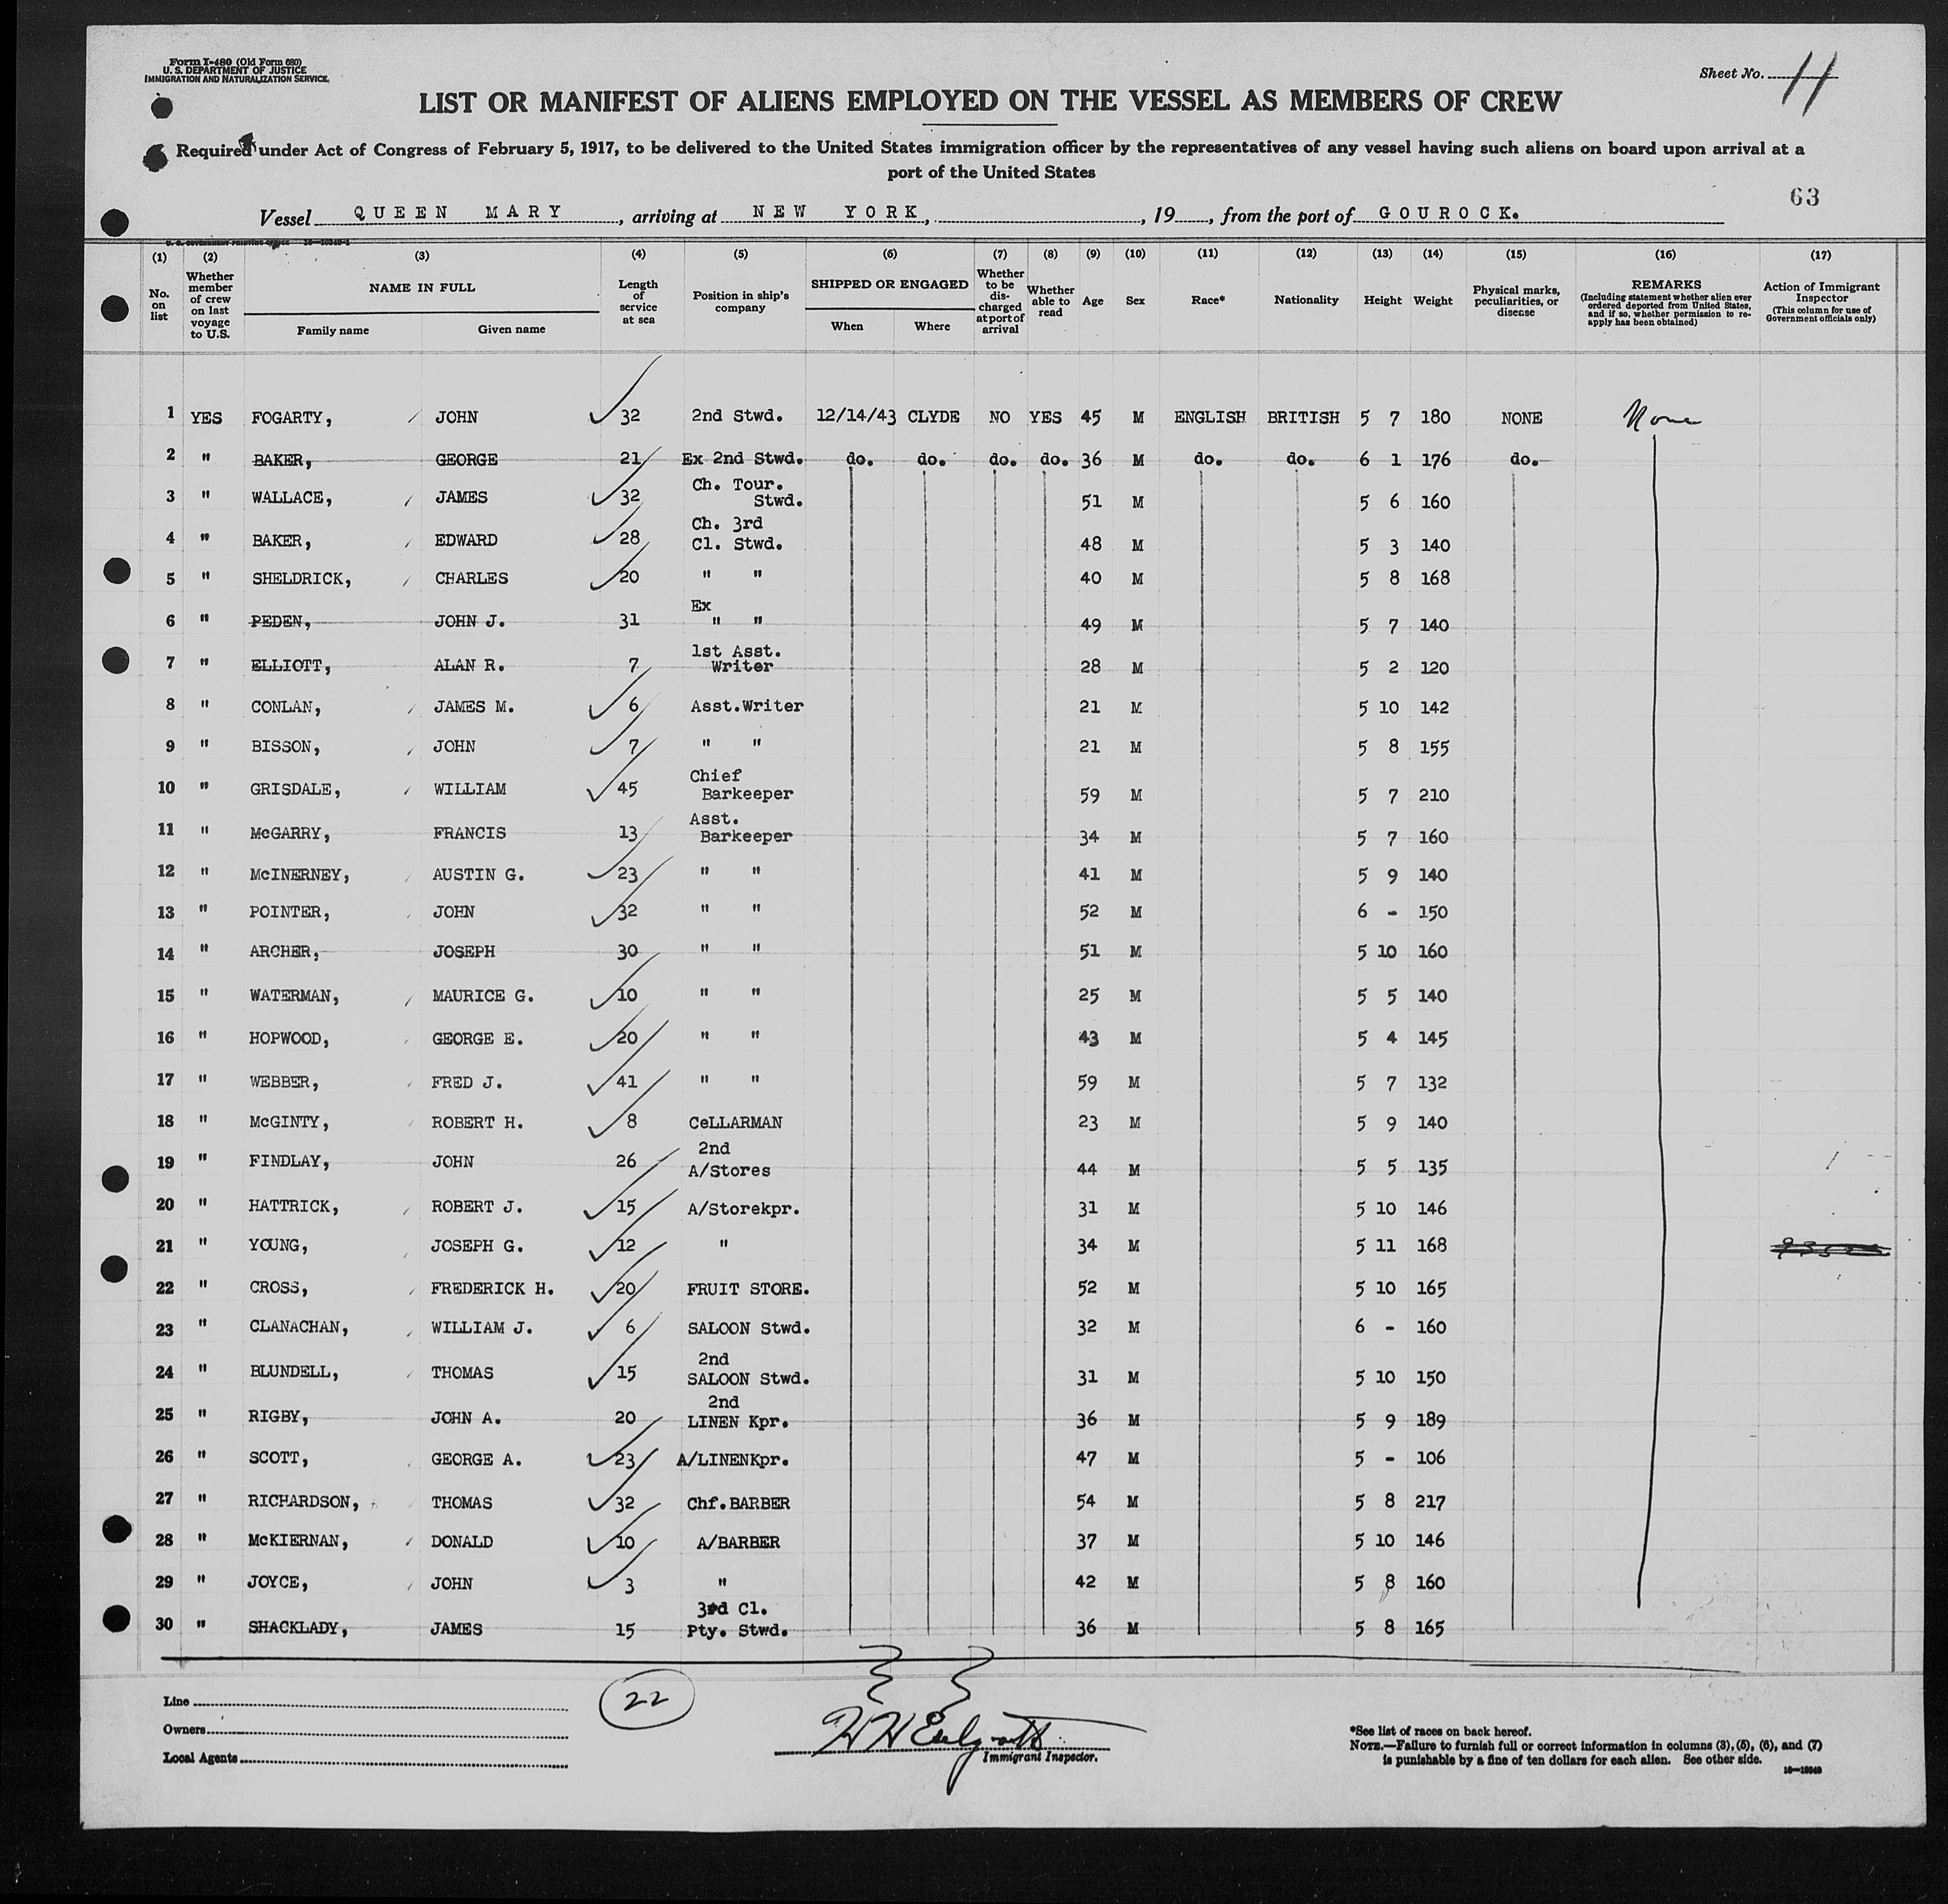 Form I-480 (Old Form 680)
U. S. DEPARTMENT OF JUSTICE
IMMIGRATION AND NATURALIZATION SERVICE.
Sheet No. 11
LIST OR MANIFEST OF ALIENS EMPLOYED ON THE VESSEL AS MEMBERS OF CREW
Required under Act of Congress of February 5, 1917, to be delivered to the United States immigration officer by the representatives of any vessel having such aliens on board upon arrival at a
port of the United States
63
Vessel QUEEN MARY, arriving at NEW YORK, , 19 , from the port of GOUROCK.
(1) (2) (3) (4) (5) (6) (7) (8) (9) (10) (11) (12) (13) (14) (15) (16) (17)
No. on list
Whether member of crew on last voyage to U.S.
NAME IN FULL
Family name Given name
Length of service at sea
Position in ship's company
SHIPPED OR ENGAGED
When Where
Whether to be discharged at port of arrival
Whether able to read
Age
Sex
Race*
Nationality
Height
Weight
Physical marks, peculiarities, or disease
REMARKS
(Including statement whether alien ever ordered deported from United States, and if so, whether permission to re-apply has been obtained)
Action of Immigrant Inspector
(This column for use of Government officials only)
1 YES FOGARTY, JOHN 32 2nd Stwd. 12/14/43 CLYDE NO YES 45 M ENGLISH BRITISH 5 7 180 NONE None
2 " BAKER, GEORGE 21 Ex 2nd Stwd. do. do. do. do. 36 M do. do. 6 1 176 do.
3 " WALLACE, JAMES 32 Ch. Tour. Stwd. 51 M 5 6 160
4 " BAKER, EDWARD 28 Ch. 3rd Cl. Stwd. 48 M 5 3 140
5 " SHELDRICK, CHARLES 20 " " 40 M 5 8 168
6 " PEDEN, JOHN J. 31 Ex " " 49 M 5 7 140
7 " ELLIOTT, ALAN R. 7 1st Asst. Writer 28 M 5 2 120
8 " CONLAN, JAMES M. 6 Asst.Writer 21 M 5 10 142
9 " BISSON, JOHN 7 " " 21 M 5 8 155
10 " GRISDALE, WILLIAM 45 Chief Barkeeper 59 M 5 7 210
11 " McGARRY, FRANCIS 13 Asst. Barkeeper 34 M 5 7 160
12 " McINERNEY, AUSTIN G. 23 " " 41 M 5 9 140
13 " POINTER, JOHN 32 " " 52 M 6 - 150
14 " ARCHER, JOSEPH 30 " " 51 M 5 10 160
15 " WATERMAN, MAURICE G. 10 " " 25 M 5 5 140
16 " HOPWOOD, GEORGE E. 20 " " 43 M 5 4 145
17 " WEBBER, FRED J. 41 " " 59 M 5 7 132
18 " McGINTY, ROBERT H. 8 CeLLARMAN 23 M 5 9 140
19 " FINDLAY, JOHN 26 2nd A/Stores 44 M 5 5 135
20 " HATTRICK, ROBERT J. 15 A/Storekpr. 31 M 5 10 146
21 " YOUNG, JOSEPH G. 12 " 34 M 5 11 168
22 " CROSS, FREDERICK H. 20 FRUIT STORE. 52 M 5 10 165
23 " CLANACHAN, WILLIAM J. 6 SALOON Stwd. 32 M 6 - 160
24 " BLUNDELL, THOMAS 15 2nd SALOON Stwd. 31 M 5 10 150
25 " RIGBY, JOHN A. 20 2nd LINEN Kpr. 36 M 5 9 189
26 " SCOTT, GEORGE A. 23 A/LINENKpr. 47 M 5 - 106
27 " RICHARDSON, THOMAS 32 Chf.BARBER 54 M 5 8 217
28 " McKIERNAN, DONALD 10 A/BARBER 37 M 5 10 146
29 " JOYCE, JOHN 3 " 42 M 5 8 160
30 " SHACKLADY, JAMES 15 3rd Cl. Pty. Stwd. 36 M 5 8 165
22
Line
Owners
Local Agents
Immigrant Inspector.
*See list of races on back hereof.
NOTE.—Failure to furnish full or correct information in columns (3), (5), (6), and (7)
is punishable by a fine of ten dollars for each alien. See other side.